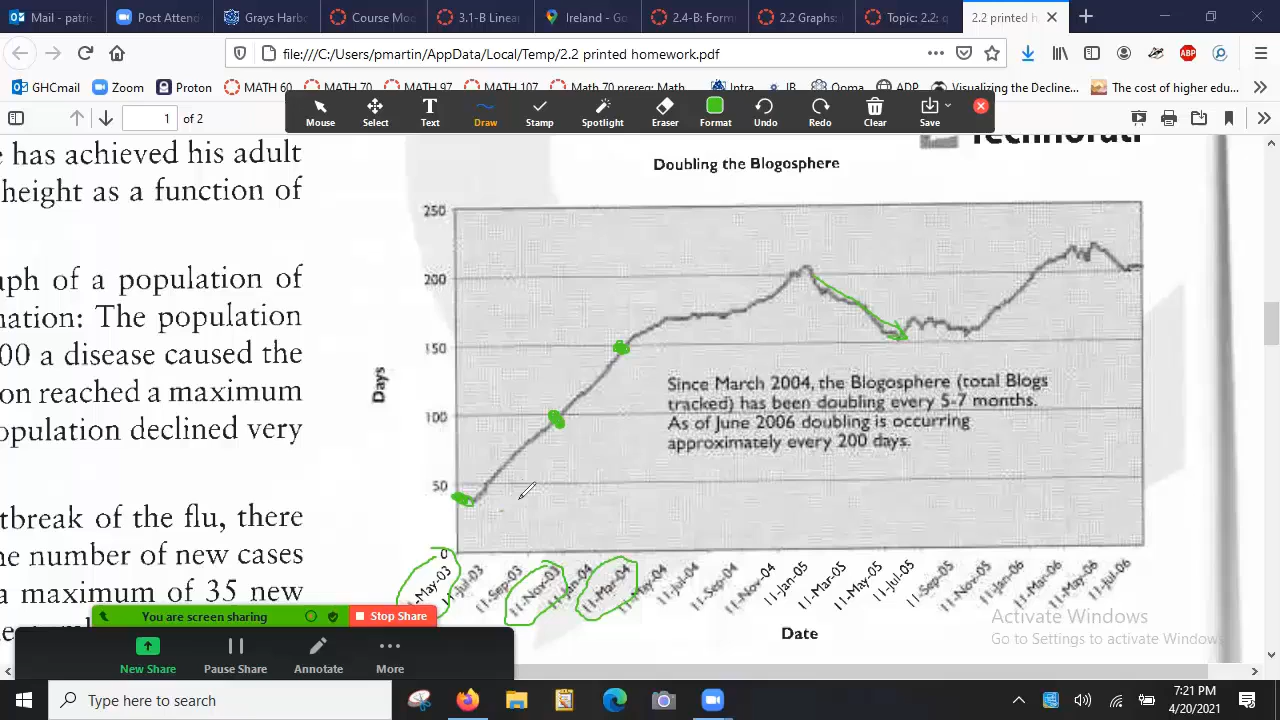 Mail - patric
Post Attend
Grays Harbo
Course Moc
3.1-B Linea
Ireland - Go
2.4-B: Form
2.2 Graphs: I
Topic: 2.2: q
2.2 printed h
file:///C:/Users/pmartin/AppData/Local/Temp/2.2 printed homework.pdf
GHCmail Zoom Proton MATH 60 MATH 70 MATH 97 MATH 107 Math 70 prereq: Math Intra JB Ooma ADP Visualizing the Decline... The cost of higher edu...
Mouse Select Text Draw Stamp Spotlight Eraser Format Undo Redo Clear Save
1 of 2
e has achieved his adult
height as a function of
aph of a population of
nation: The population
00 a disease caused the
on reached a maximum
opulation declined very
tbreak of the flu, there
ne number of new cases
a maximum of 35 new
Technorati
Doubling the Blogosphere
250
200
150
100
50
0
Days
Since March 2004, the Blogosphere (total Blogs
tracked) has been doubling every 5-7 months.
As of June 2006 doubling is occurring
approximately every 200 days.
11-May-03 11-Jul-03 11-Sep-03 11-Nov-03 11-Jan-04 11-Mar-04 11-May-04 11-Jul-04 11-Sep-04 11-Nov-04 11-Jan-05 11-Mar-05 11-May-05 11-Jul-05 11-Sep-05 11-Nov-05 11-Jan-06 11-Mar-06 11-May-06 11-Jul-06
Date
You are screen sharing Stop Share
New Share Pause Share Annotate More
Activate Windows
Go to Settings to activate Windows
Type here to search
7:21 PM
4/20/2021